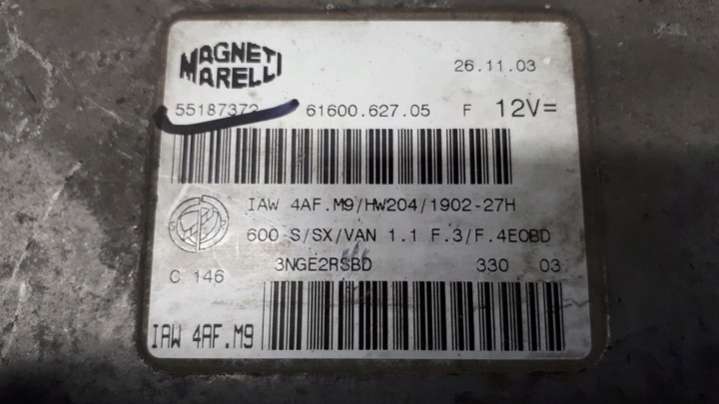 MAGNETI
MARELLI
26.11.03
55187372 61600.627.05 F 12V=
IAW 4AF.M9/HW204/1902-27H
600 S/SX/VAN 1.1 F.3/F.4EOBD
3NGE2RSBD 330 03
C 146
IAW 4AF.M9